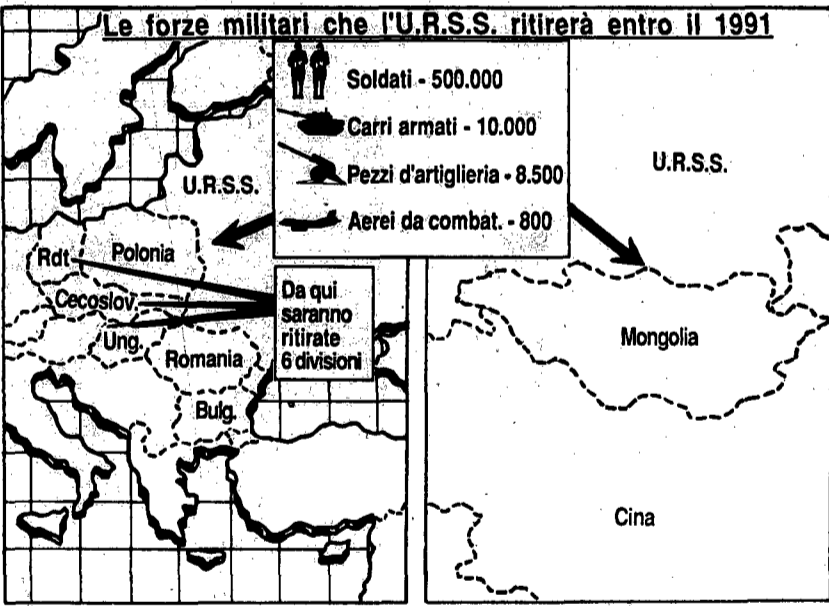 Le forze militari che l'U.R.S.S. ritirerà entro il 1991
Soldati - 500.000
Carri armati - 10.000
Pezzi d'artiglieria - 8.500
Aerei da combat. - 800
U.R.S.S.
U.R.S.S.
Rdt
Polonia
Cecoslov.
Ung.
Romania
Bulg.
Da qui
saranno
ritirate
6 divisioni
Mongolia
Cina